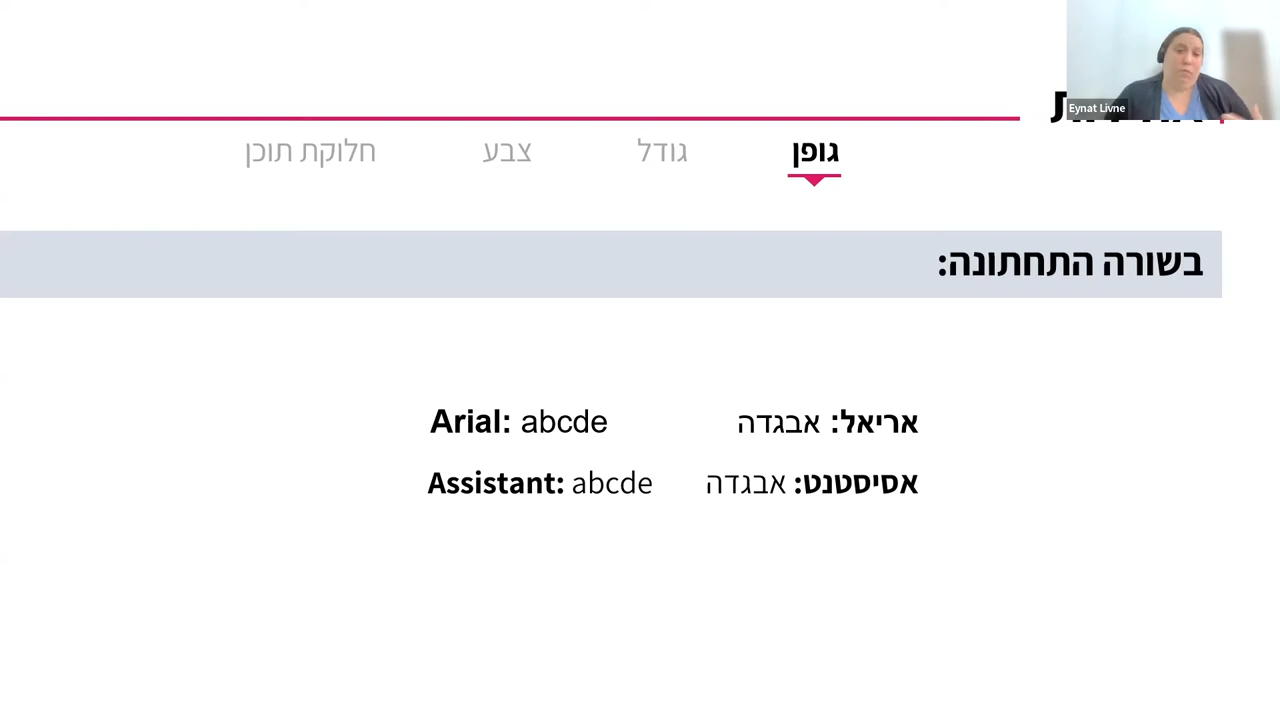 Eynat Livne
גופן גודל צבע חלוקת תוכן
בשורה התחתונה:
אריאל: אבגדה Arial: abcde
אסיסטנט: אבגדה Assistant: abcde